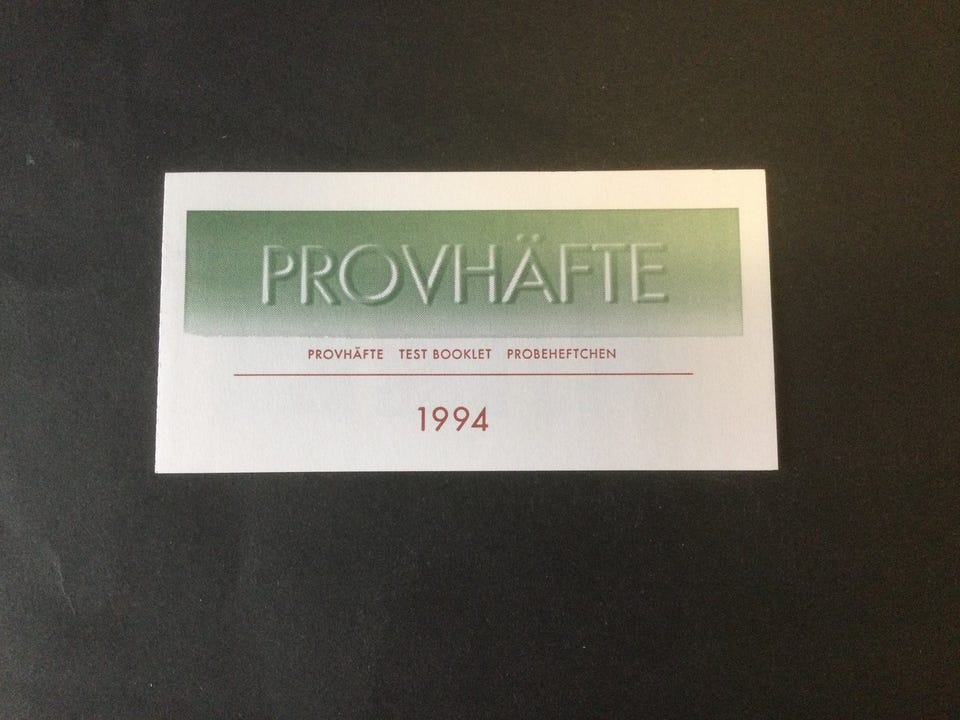 PROVHÄFTE
PROVHÄFTE TEST BOOKLET PROBEHEFTCHEN
1994